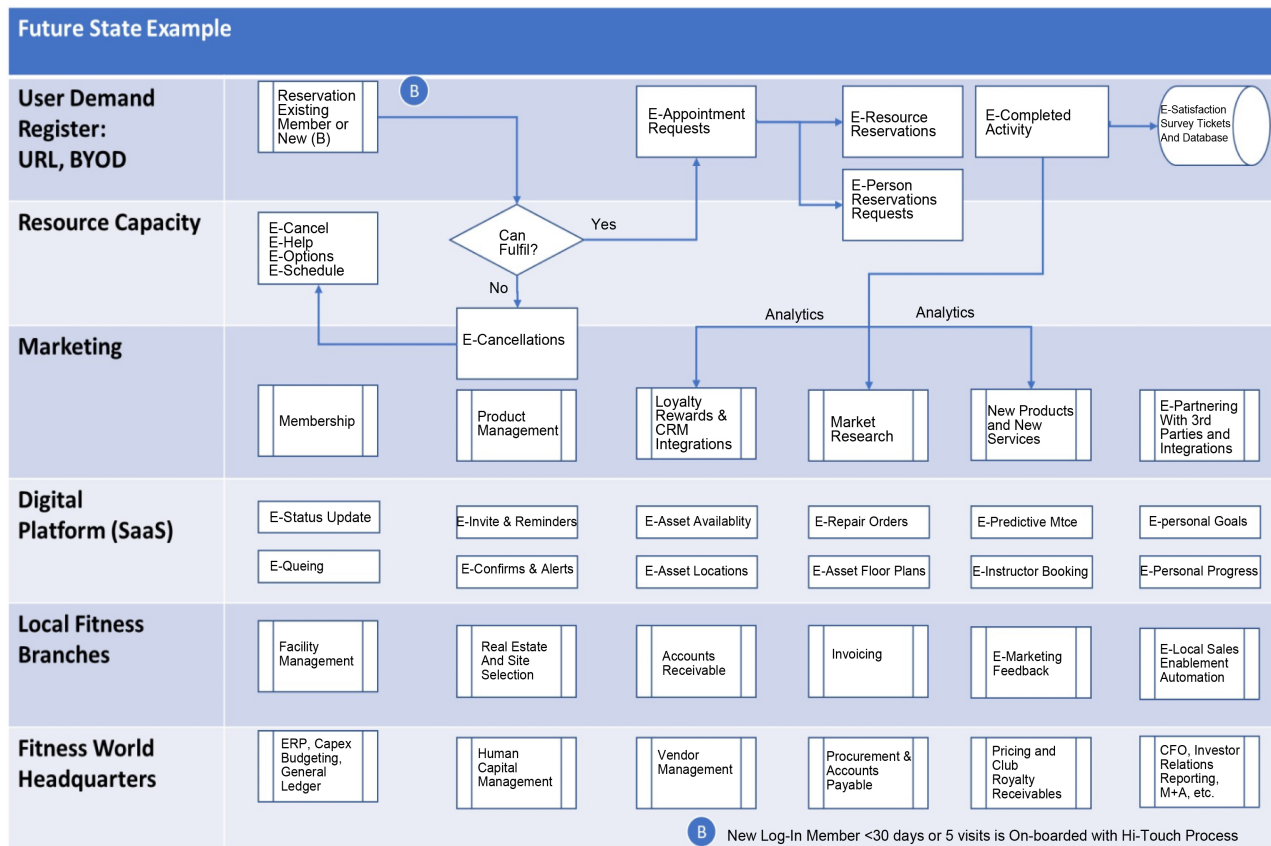 Future State Example
User Demand
Register:
URL, BYOD
Reservation
Existing
Member or
New (B)
B
E-Appointment
Requests
E-Resource
Reservations
E-Completed
Activity
E-Satisfaction
Survey Tickets
And Database
E-Person
Reservations
Requests
Resource Capacity
E-Cancel
E-Help
E-Options
E-Schedule
Can
Fulfil?
Yes
No
Analytics
Analytics
Marketing
E-Cancellations
Membership
Product
Management
Loyalty
Rewards &
CRM
Integrations
Market
Research
New Products
and New
Services
E-Partnering
With 3rd
Parties and
Integrations
Digital
Platform (SaaS)
E-Status Update
E-Invite & Reminders
E-Asset Availablity
E-Repair Orders
E-Predictive Mtce
E-personal Goals
E-Queing
E-Confirms & Alerts
E-Asset Locations
E-Asset Floor Plans
E-Instructor Booking
E-Personal Progress
Local Fitness
Branches
Facility
Management
Real Estate
And Site
Selection
Accounts
Receivable
Invoicing
E-Marketing
Feedback
E-Local Sales
Enablement
Automation
Fitness World
Headquarters
ERP, Capex
Budgeting,
General
Ledger
Human
Capital
Management
Vendor
Management
Procurement &
Accounts
Payable
Pricing and
Club
Royalty
Receivables
CFO, Investor
Relations
Reporting,
M+A, etc.
B New Log-In Member <30 days or 5 visits is On-boarded with Hi-Touch Process